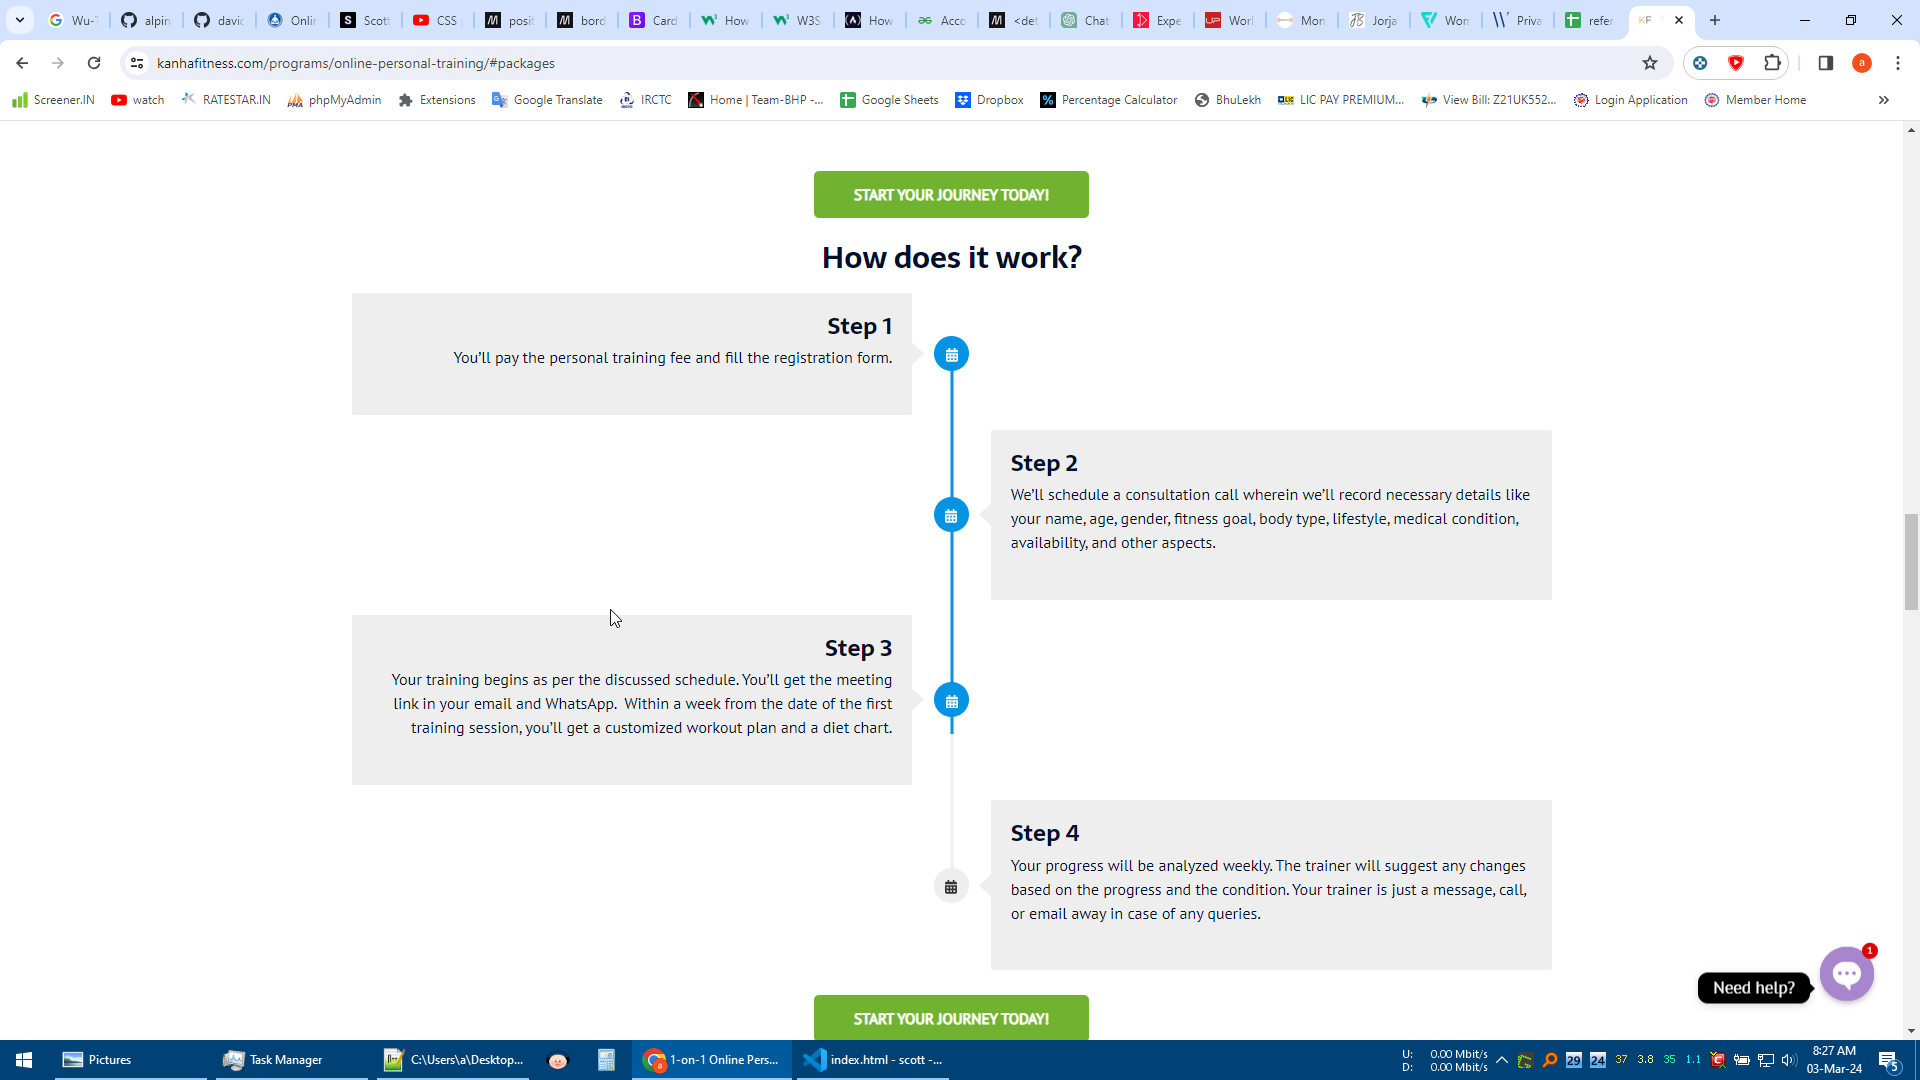 Wu-
alpin
davic
Onlin
Scott
CSS
posit
bord
Card
How
W3S
How
Acco
<det
Chat
Expe
Worl
Mon
Jorja
Won
Priva
refer
KF
kanhafitness.com/programs/online-personal-training/#packages
a
Screener.IN
watch
RATESTAR.IN
phpMyAdmin
Extensions
Google Translate
IRCTC
Home | Team-BHP -...
Google Sheets
Dropbox
Percentage Calculator
BhuLekh
LIC PAY PREMIUM...
View Bill: Z21UK552...
Login Application
Member Home
START YOUR JOURNEY TODAY!
How does it work?
Step 1
You’ll pay the personal training fee and fill the registration form.
Step 2
We’ll schedule a consultation call wherein we’ll record necessary details like
your name, age, gender, fitness goal, body type, lifestyle, medical condition,
availability, and other aspects.
Step 3
Your training begins as per the discussed schedule. You’ll get the meeting
link in your email and WhatsApp.  Within a week from the date of the first
training session, you’ll get a customized workout plan and a diet chart.
Step 4
Your progress will be analyzed weekly. The trainer will suggest any changes
based on the progress and the condition. Your trainer is just a message, call,
or email away in case of any queries.
1
Need help?
START YOUR JOURNEY TODAY!
Pictures
Task Manager
C:\Users\a\Desktop...
1-on-1 Online Pers...
index.html - scott -...
U: 0.00 Mbit/s
D: 0.00 Mbit/s
29
24
37
3.8
35
1.1
8:27 AM
03-Mar-24
5